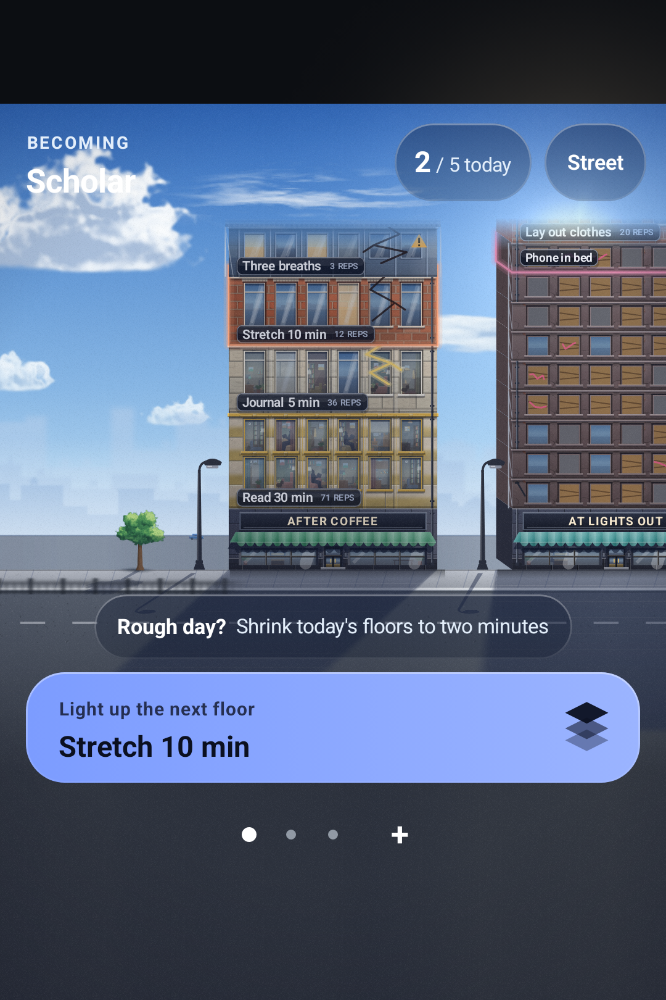 BECOMING
Scholar
2 / 5 today
Street
Three breaths 3 REPS
Stretch 10 min 12 REPS
Journal 5 min 36 REPS
Read 30 min 71 REPS
AFTER COFFEE
Lay out clothes 20 REPS
Phone in bed
AT LIGHTS OUT
Rough day? Shrink today's floors to two minutes
Light up the next floor
Stretch 10 min
+